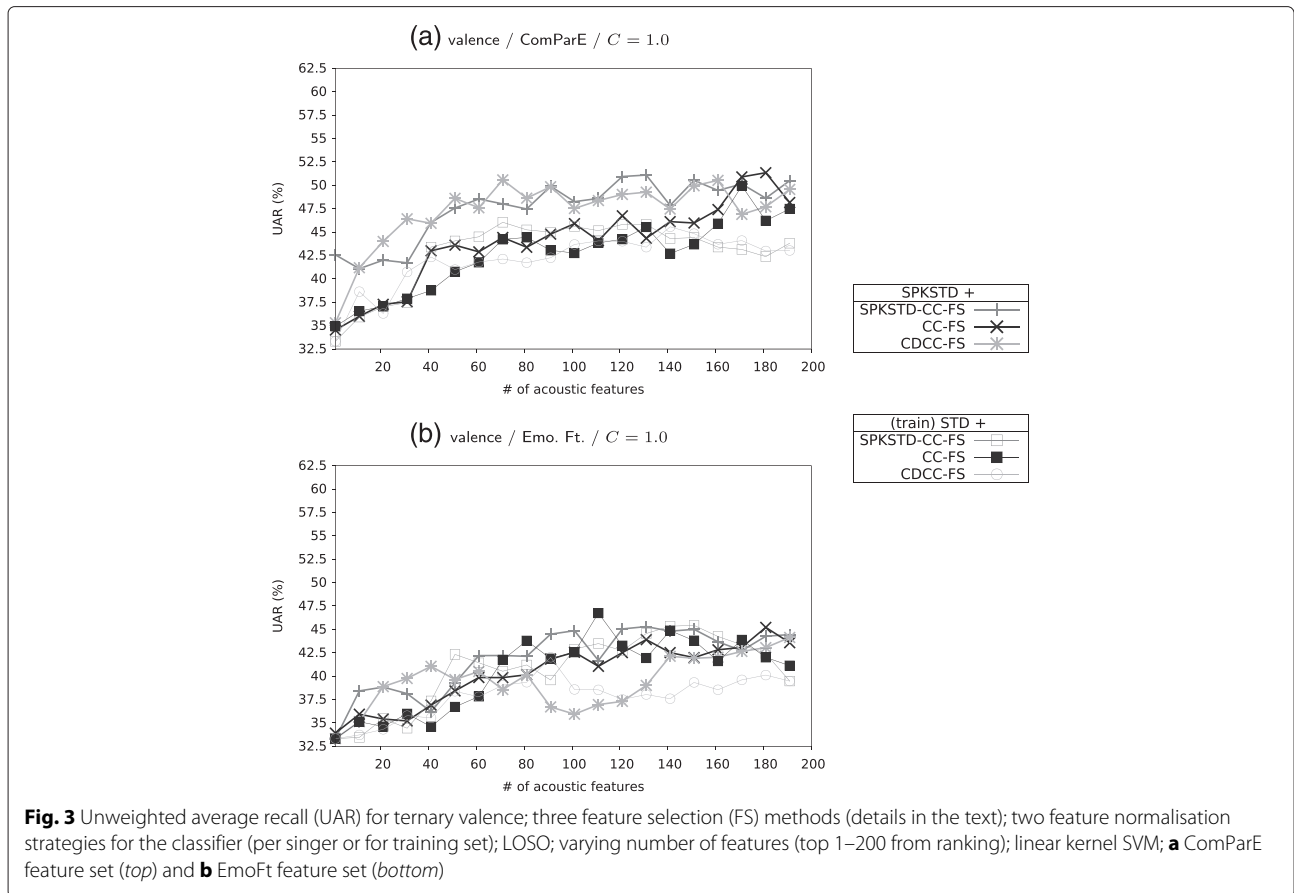 (a) valence / ComParE / C = 1.0
62.5
60
57.5
55
52.5
50
47.5
45
42.5
40
37.5
35
32.5
UAR (%)
20 40 60 80 100 120 140 160 180 200
# of acoustic features
SPKSTD +
SPKSTD-CC-FS
CC-FS
CDCC-FS
(b) valence / Emo. Ft. / C = 1.0
62.5
60
57.5
55
52.5
50
47.5
45
42.5
40
37.5
35
32.5
UAR (%)
20 40 60 80 100 120 140 160 180 200
# of acoustic features
(train) STD +
SPKSTD-CC-FS
CC-FS
CDCC-FS
Fig. 3 Unweighted average recall (UAR) for ternary valence; three feature selection (FS) methods (details in the text); two feature normalisation
strategies for the classifier (per singer or for training set); LOSO; varying number of features (top 1–200 from ranking); linear kernel SVM; a ComParE
feature set (top) and b EmoFt feature set (bottom)